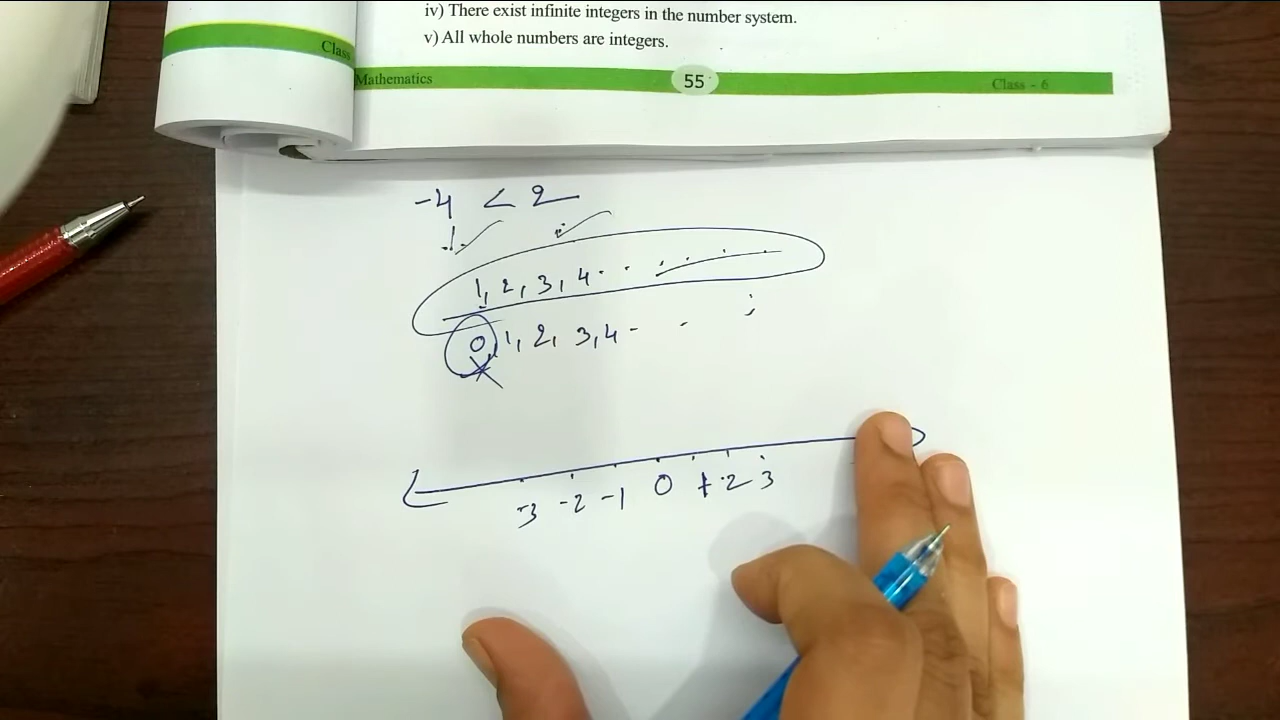 iv) There exist infinite integers in the number system.
v) All whole numbers are integers.
Class
Mathematics 55 Class - 6
-4 < 2
1, 2, 3, 4 . . . . . .
0, 1, 2, 3, 4 - - ;
-3 -2 -1 0 1 2 3